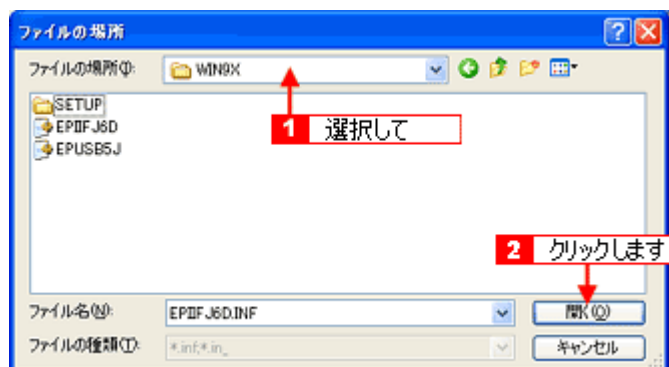 ファイルの場所
ファイルの場所(I):
WIN9X
SETUP
EPIIFJ6D
EPUSB5J
1 選択して
2 クリックします
ファイル名(N):
EPIIFJ6D.INF
開く(O)
ファイルの種類(T):
*.inf;*.in_
キャンセル